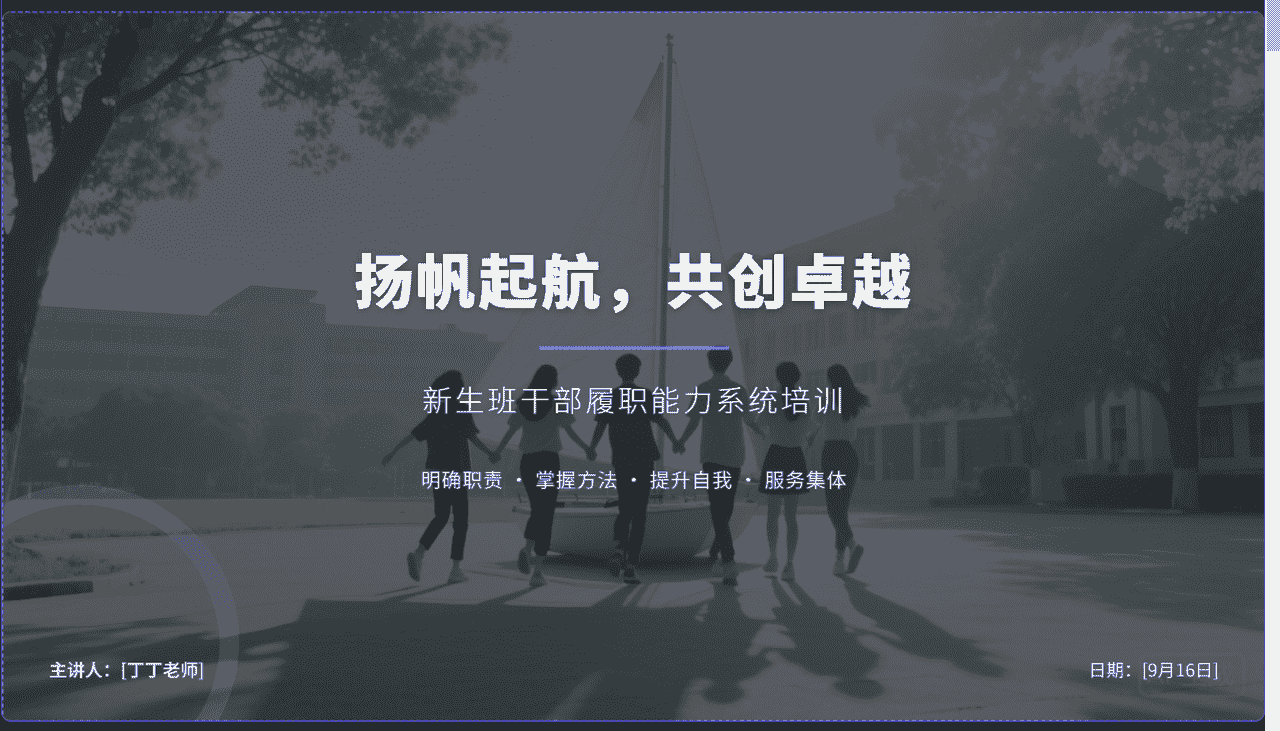 扬帆起航，共创卓越
新生班干部履职能力系统培训
明确职责 · 掌握方法 · 提升自我 · 服务集体
主讲人：[丁丁老师]
日期：[9月16日]